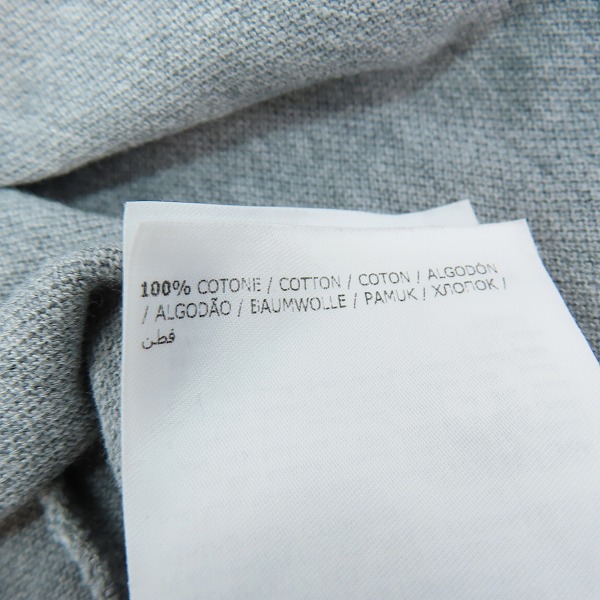 100% COTONE / COTTON / COTON / ALGODÓN
/ ALGODÃO / BAUMWOLLE / PAMUK / ХЛОПОК /
قطن